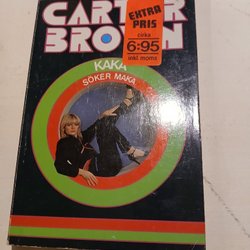 CARTER
BROWN
EXTRA
PRIS
cirka
6:95
inkl. moms
KAKA
SÖKER MAKA